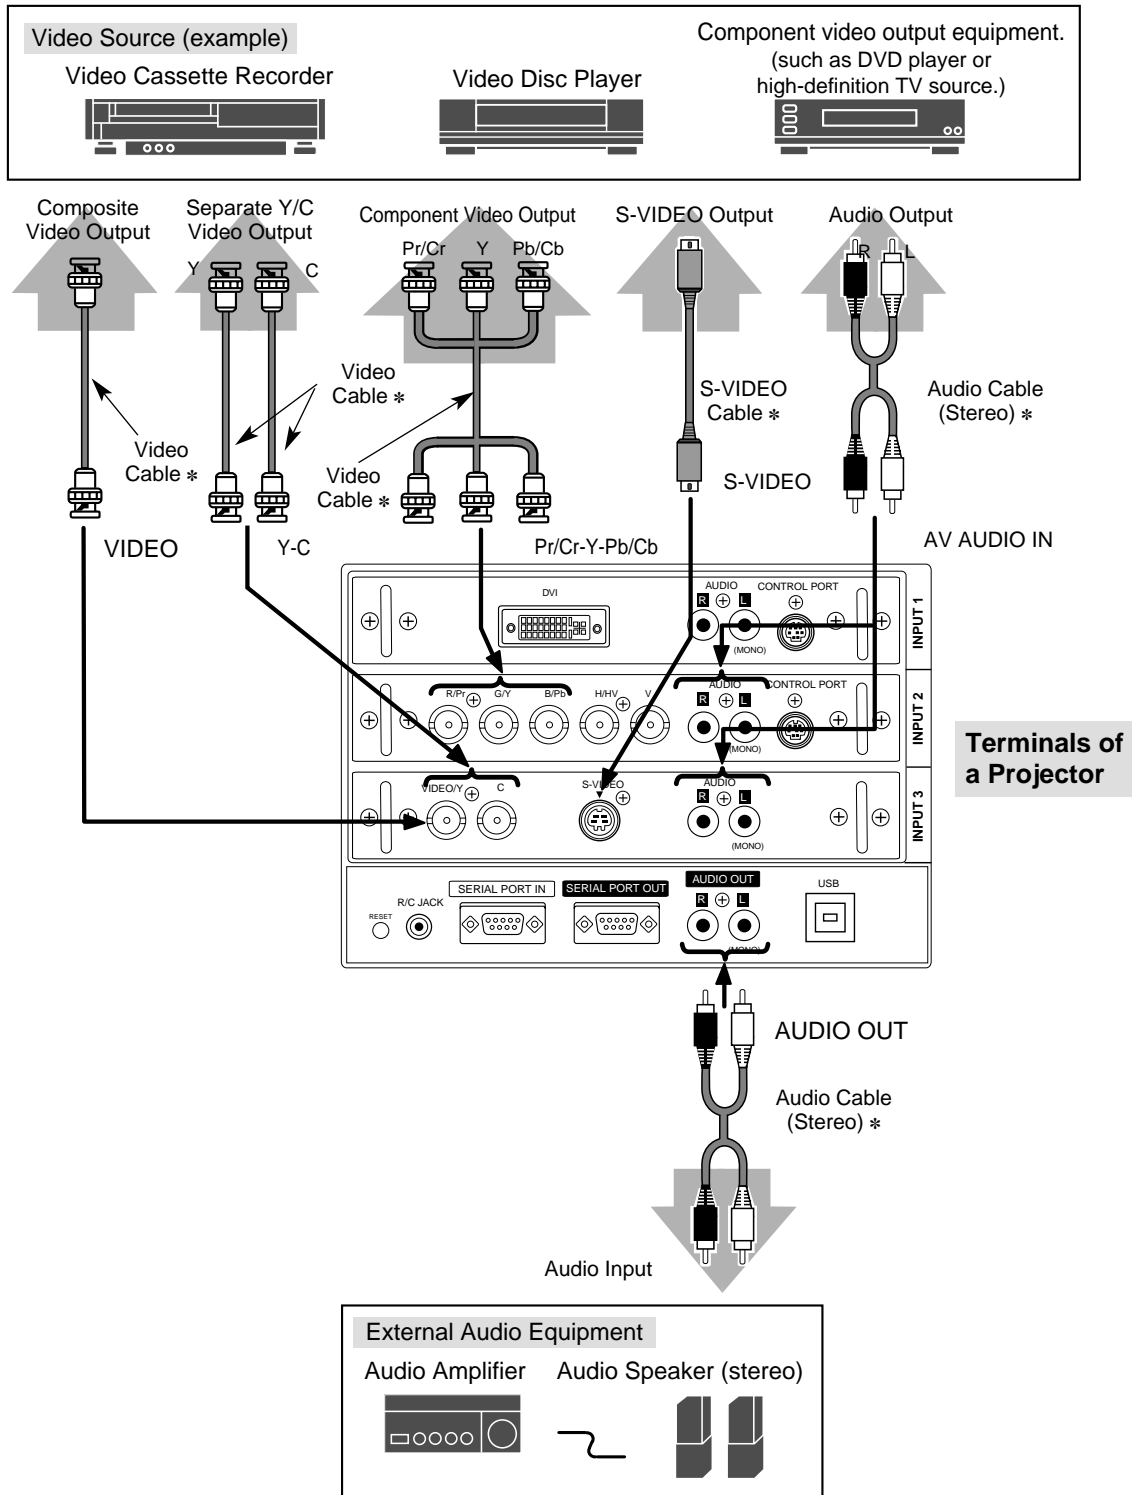 Video Source (example)
Video Cassette Recorder
Video Disc Player
Component video output equipment.
(such as DVD player or
high-definition TV source.)
Composite
Video Output
Separate Y/C
Video Output
Component Video Output
S-VIDEO Output
Audio Output
Y
C
Pr/Cr
Y
Pb/Cb
R
L
Video
Cable *
Video
Cable *
Video
Cable *
S-VIDEO
Cable *
Audio Cable
(Stereo) *
S-VIDEO
VIDEO
Y-C
Pr/Cr-Y-Pb/Cb
AV AUDIO IN
DVI
AUDIO
R
L
(MONO)
CONTROL PORT
INPUT 1
R/Pr
G/Y
B/Pb
H/HV
V
AUDIO
R
L
(MONO)
CONTROL PORT
INPUT 2
VIDEO/Y
C
S-VIDEO
AUDIO
R
L
(MONO)
INPUT 3
Terminals of
a Projector
RESET
R/C JACK
SERIAL PORT IN
SERIAL PORT OUT
AUDIO OUT
R
L
(MONO)
USB
AUDIO OUT
Audio Cable
(Stereo) *
Audio Input
External Audio Equipment
Audio Amplifier
Audio Speaker (stereo)